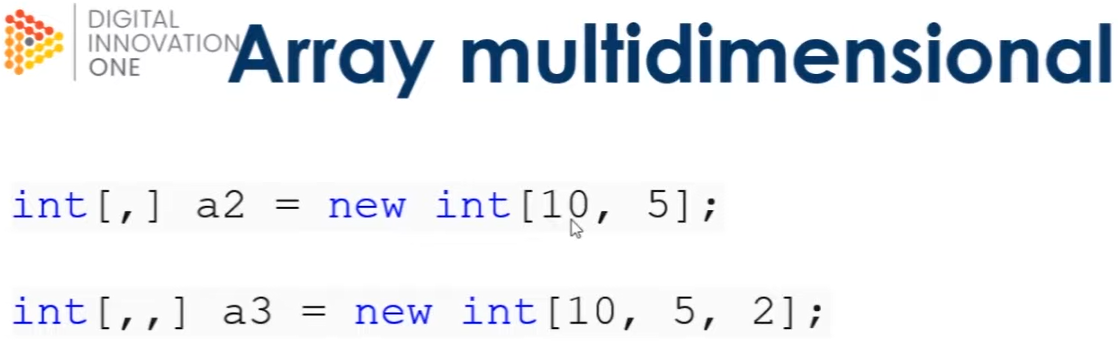 DIGITAL
INNOVATION
ONE
Array multidimensional
int[,] a2 = new int[10, 5];
int[,,] a3 = new int[10, 5, 2];